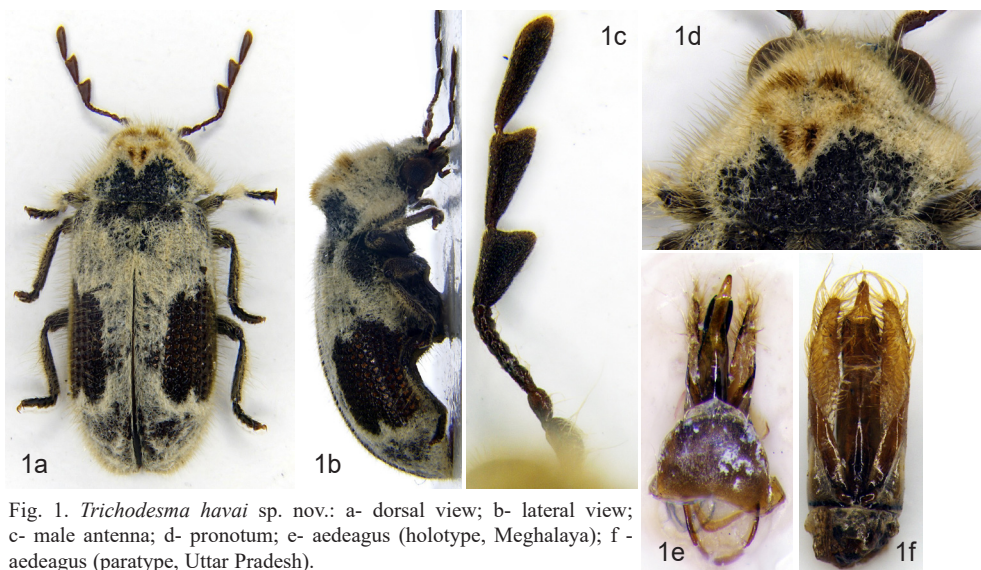 1a
1b
1c
1d
1e
1f
Fig. 1. Trichodesma havai sp. nov.: a- dorsal view; b- lateral view;
c- male antenna; d- pronotum; e- aedeagus (holotype, Meghalaya); f -
aedeagus (paratype, Uttar Pradesh).